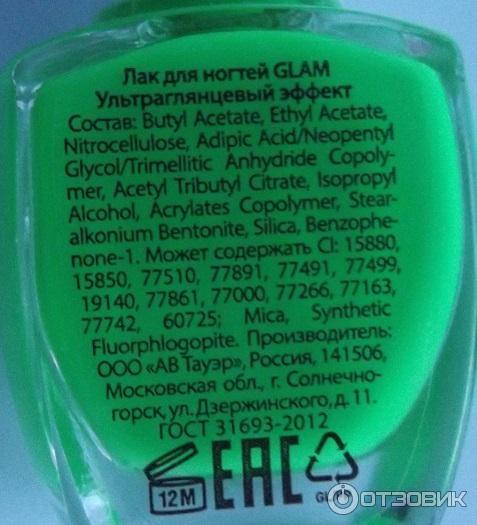 Лак для ногтей GLAM
Ультраглянцевый эффект
Состав: Butyl Acetate, Ethyl Acetate,
Nitrocellulose, Adipic Acid/Neopentyl
Glycol/Trimellitic Anhydride Copoly-
mer, Acetyl Tributyl Citrate, Isopropyl
Alcohol, Acrylates Copolymer, Stear-
alkonium Bentonite, Silica, Benzophe-
none-1. Может содержать CI: 15880,
15850, 77510, 77891, 77491, 77499,
19140, 77861, 77000, 77266, 77163,
77742, 60725; Mica, Synthetic
Fluorphlogopite. Производитель:
ООО «АВ Тауэр», Россия, 141506,
Московская обл., г. Солнечно-
горск, ул. Дзержинского, д. 11.
ГОСТ 31693-2012
12M EAC
ОТЗОВИК